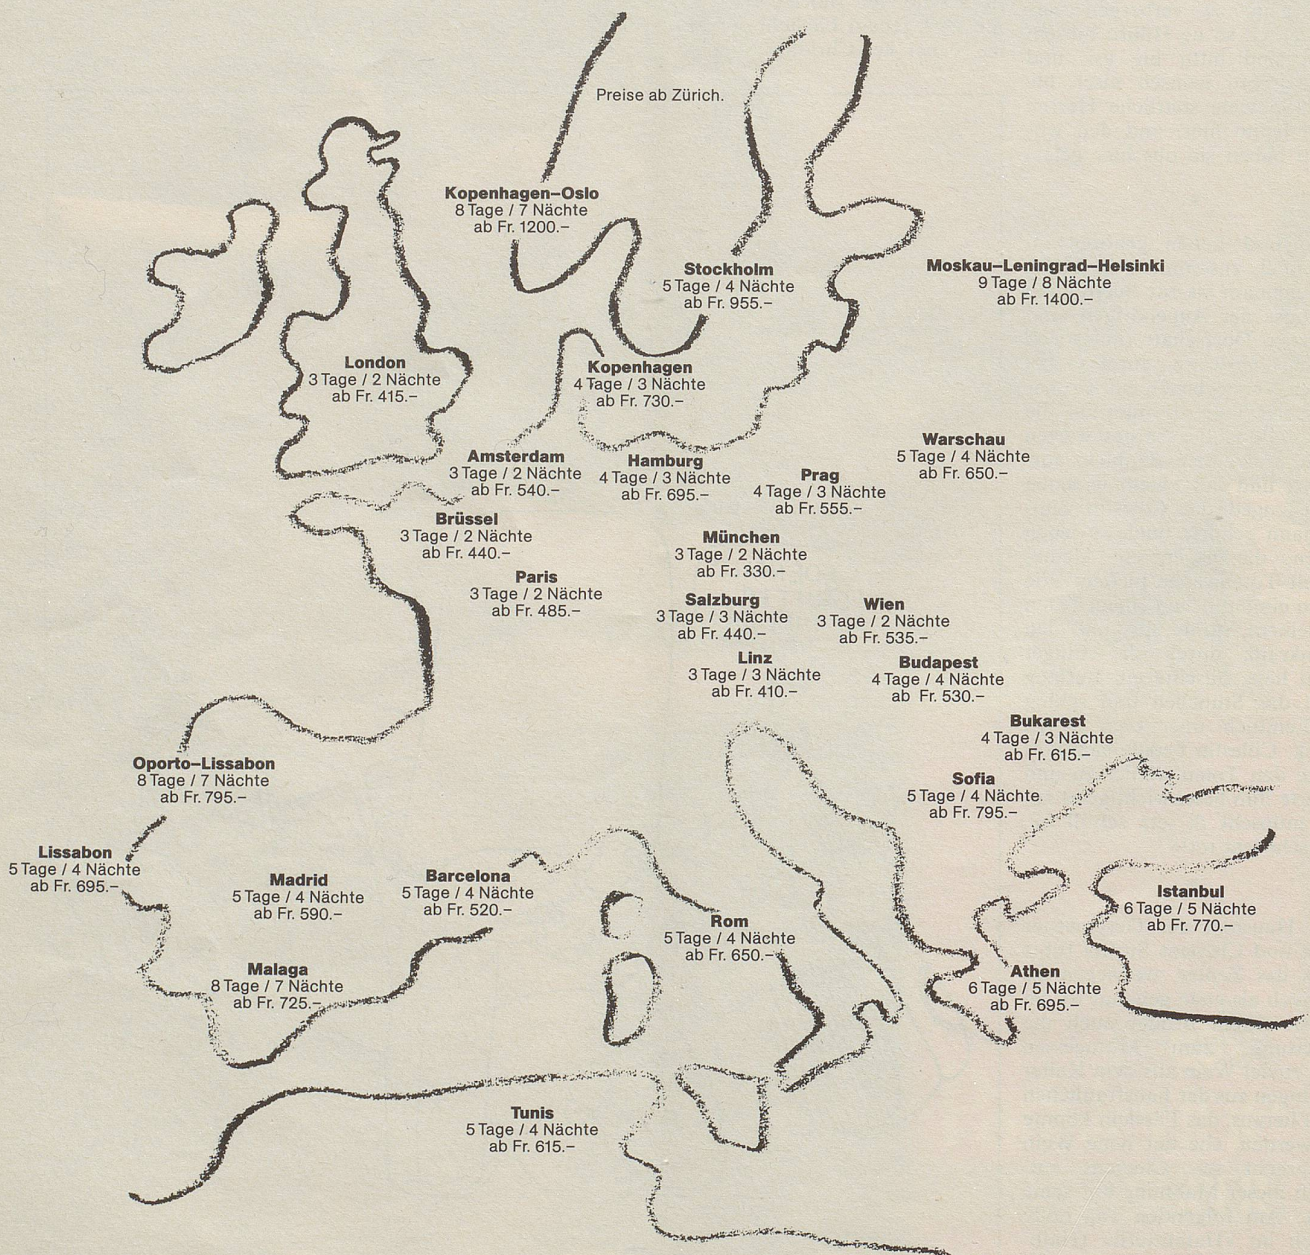 Preise ab Zürich.
Kopenhagen–Oslo
8 Tage / 7 Nächte
ab Fr. 1200.–
Stockholm
5 Tage / 4 Nächte
ab Fr. 955.–
Moskau–Leningrad–Helsinki
9 Tage / 8 Nächte
ab Fr. 1400.–
London
3 Tage / 2 Nächte
ab Fr. 415.–
Kopenhagen
4 Tage / 3 Nächte
ab Fr. 730.–
Warschau
5 Tage / 4 Nächte
ab Fr. 650.–
Amsterdam
3 Tage / 2 Nächte
ab Fr. 540.–
Hamburg
4 Tage / 3 Nächte
ab Fr. 695.–
Prag
4 Tage / 3 Nächte
ab Fr. 555.–
Brüssel
3 Tage / 2 Nächte
ab Fr. 440.–
München
3 Tage / 2 Nächte
ab Fr. 330.–
Paris
3 Tage / 2 Nächte
ab Fr. 485.–
Salzburg
3 Tage / 3 Nächte
ab Fr. 440.–
Wien
3 Tage / 2 Nächte
ab Fr. 535.–
Linz
3 Tage / 3 Nächte
ab Fr. 410.–
Budapest
4 Tage / 4 Nächte
ab Fr. 530.–
Bukarest
4 Tage / 3 Nächte
ab Fr. 615.–
Oporto–Lissabon
8 Tage / 7 Nächte
ab Fr. 795.–
Sofia
5 Tage / 4 Nächte
ab Fr. 795.–
Lissabon
5 Tage / 4 Nächte
ab Fr. 695.–
Madrid
5 Tage / 4 Nächte
ab Fr. 590.–
Barcelona
5 Tage / 4 Nächte
ab Fr. 520.–
Istanbul
6 Tage / 5 Nächte
ab Fr. 770.–
Rom
5 Tage / 4 Nächte
ab Fr. 650.–
Malaga
8 Tage / 7 Nächte
ab Fr. 725.–
Athen
6 Tage / 5 Nächte
ab Fr. 695.–
Tunis
5 Tage / 4 Nächte
ab Fr. 615.–